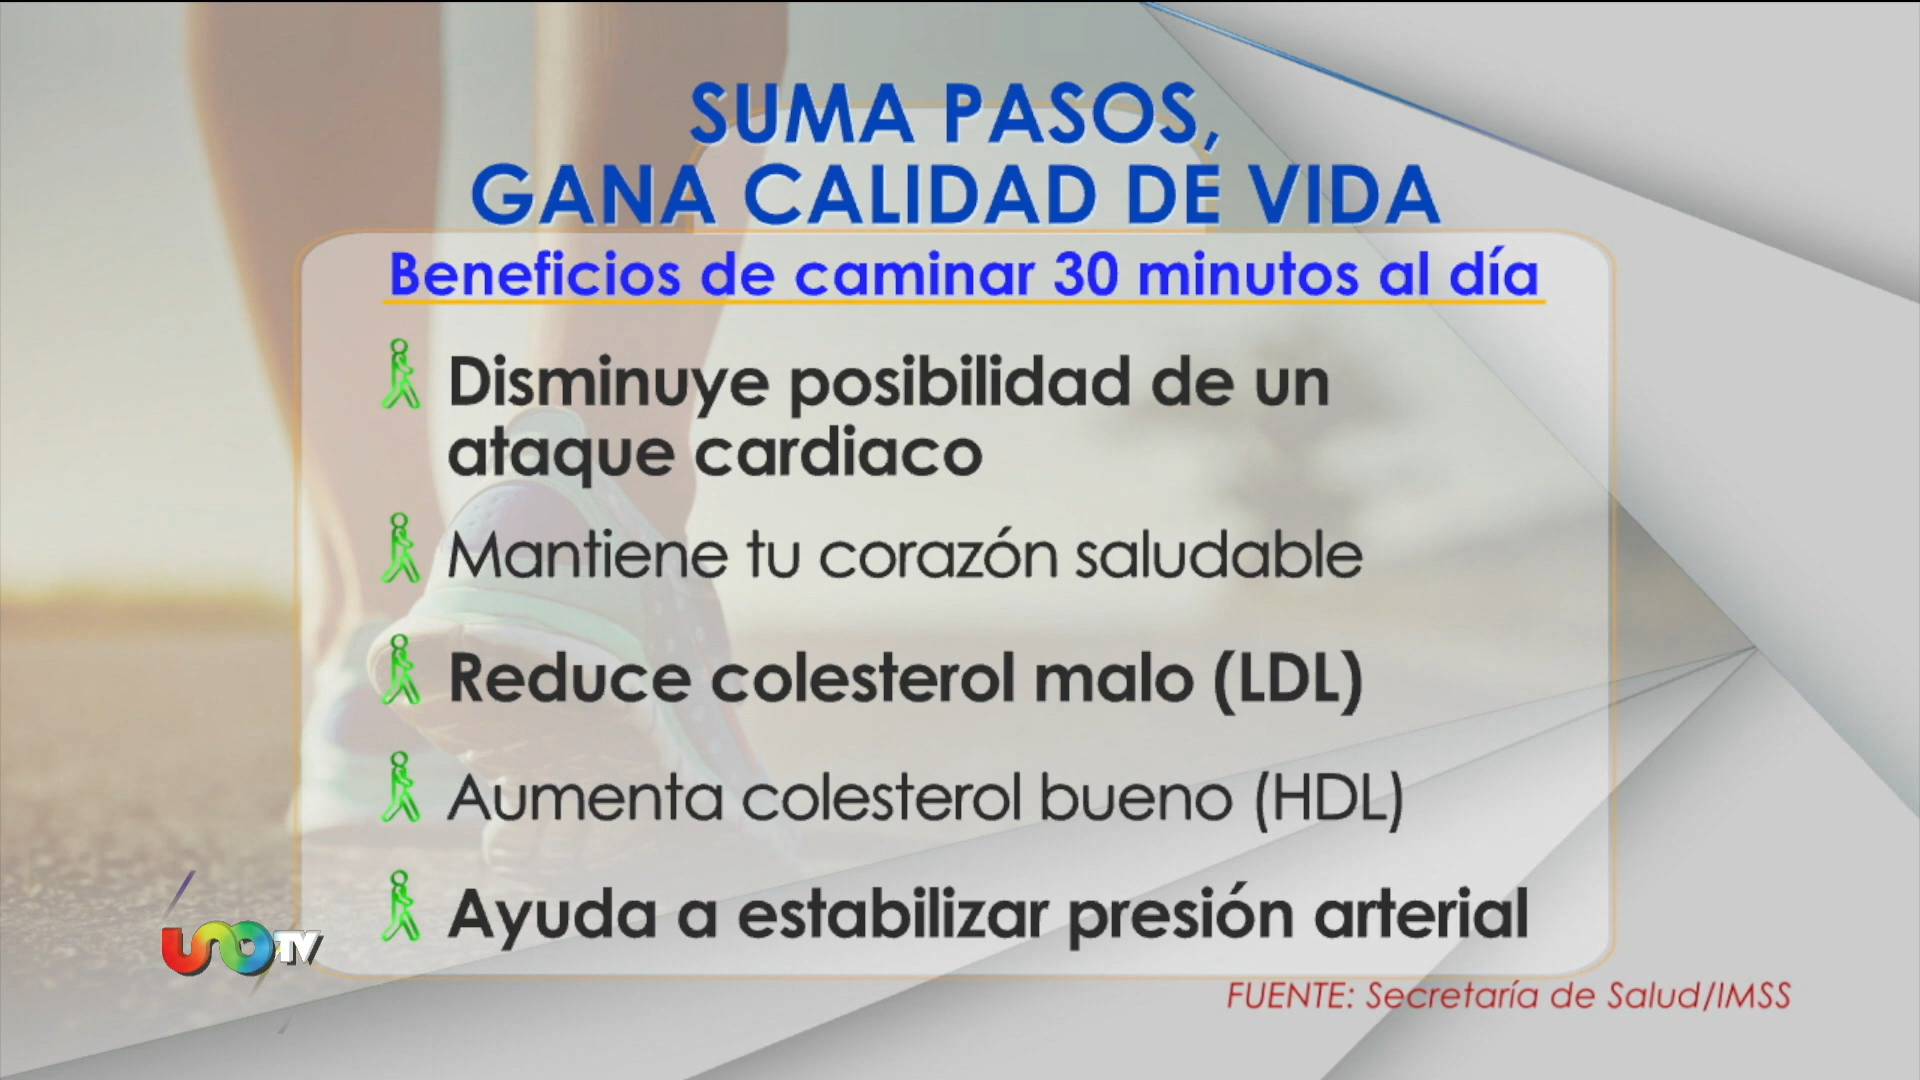 SUMA PASOS,
GANA CALIDAD DE VIDA
Beneficios de caminar 30 minutos al día
Disminuye posibilidad de un
ataque cardiaco
Mantiene tu corazón saludable
Reduce colesterol malo (LDL)
Aumenta colesterol bueno (HDL)
Ayuda a estabilizar presión arterial
UNO TV
FUENTE: Secretaría de Salud/IMSS